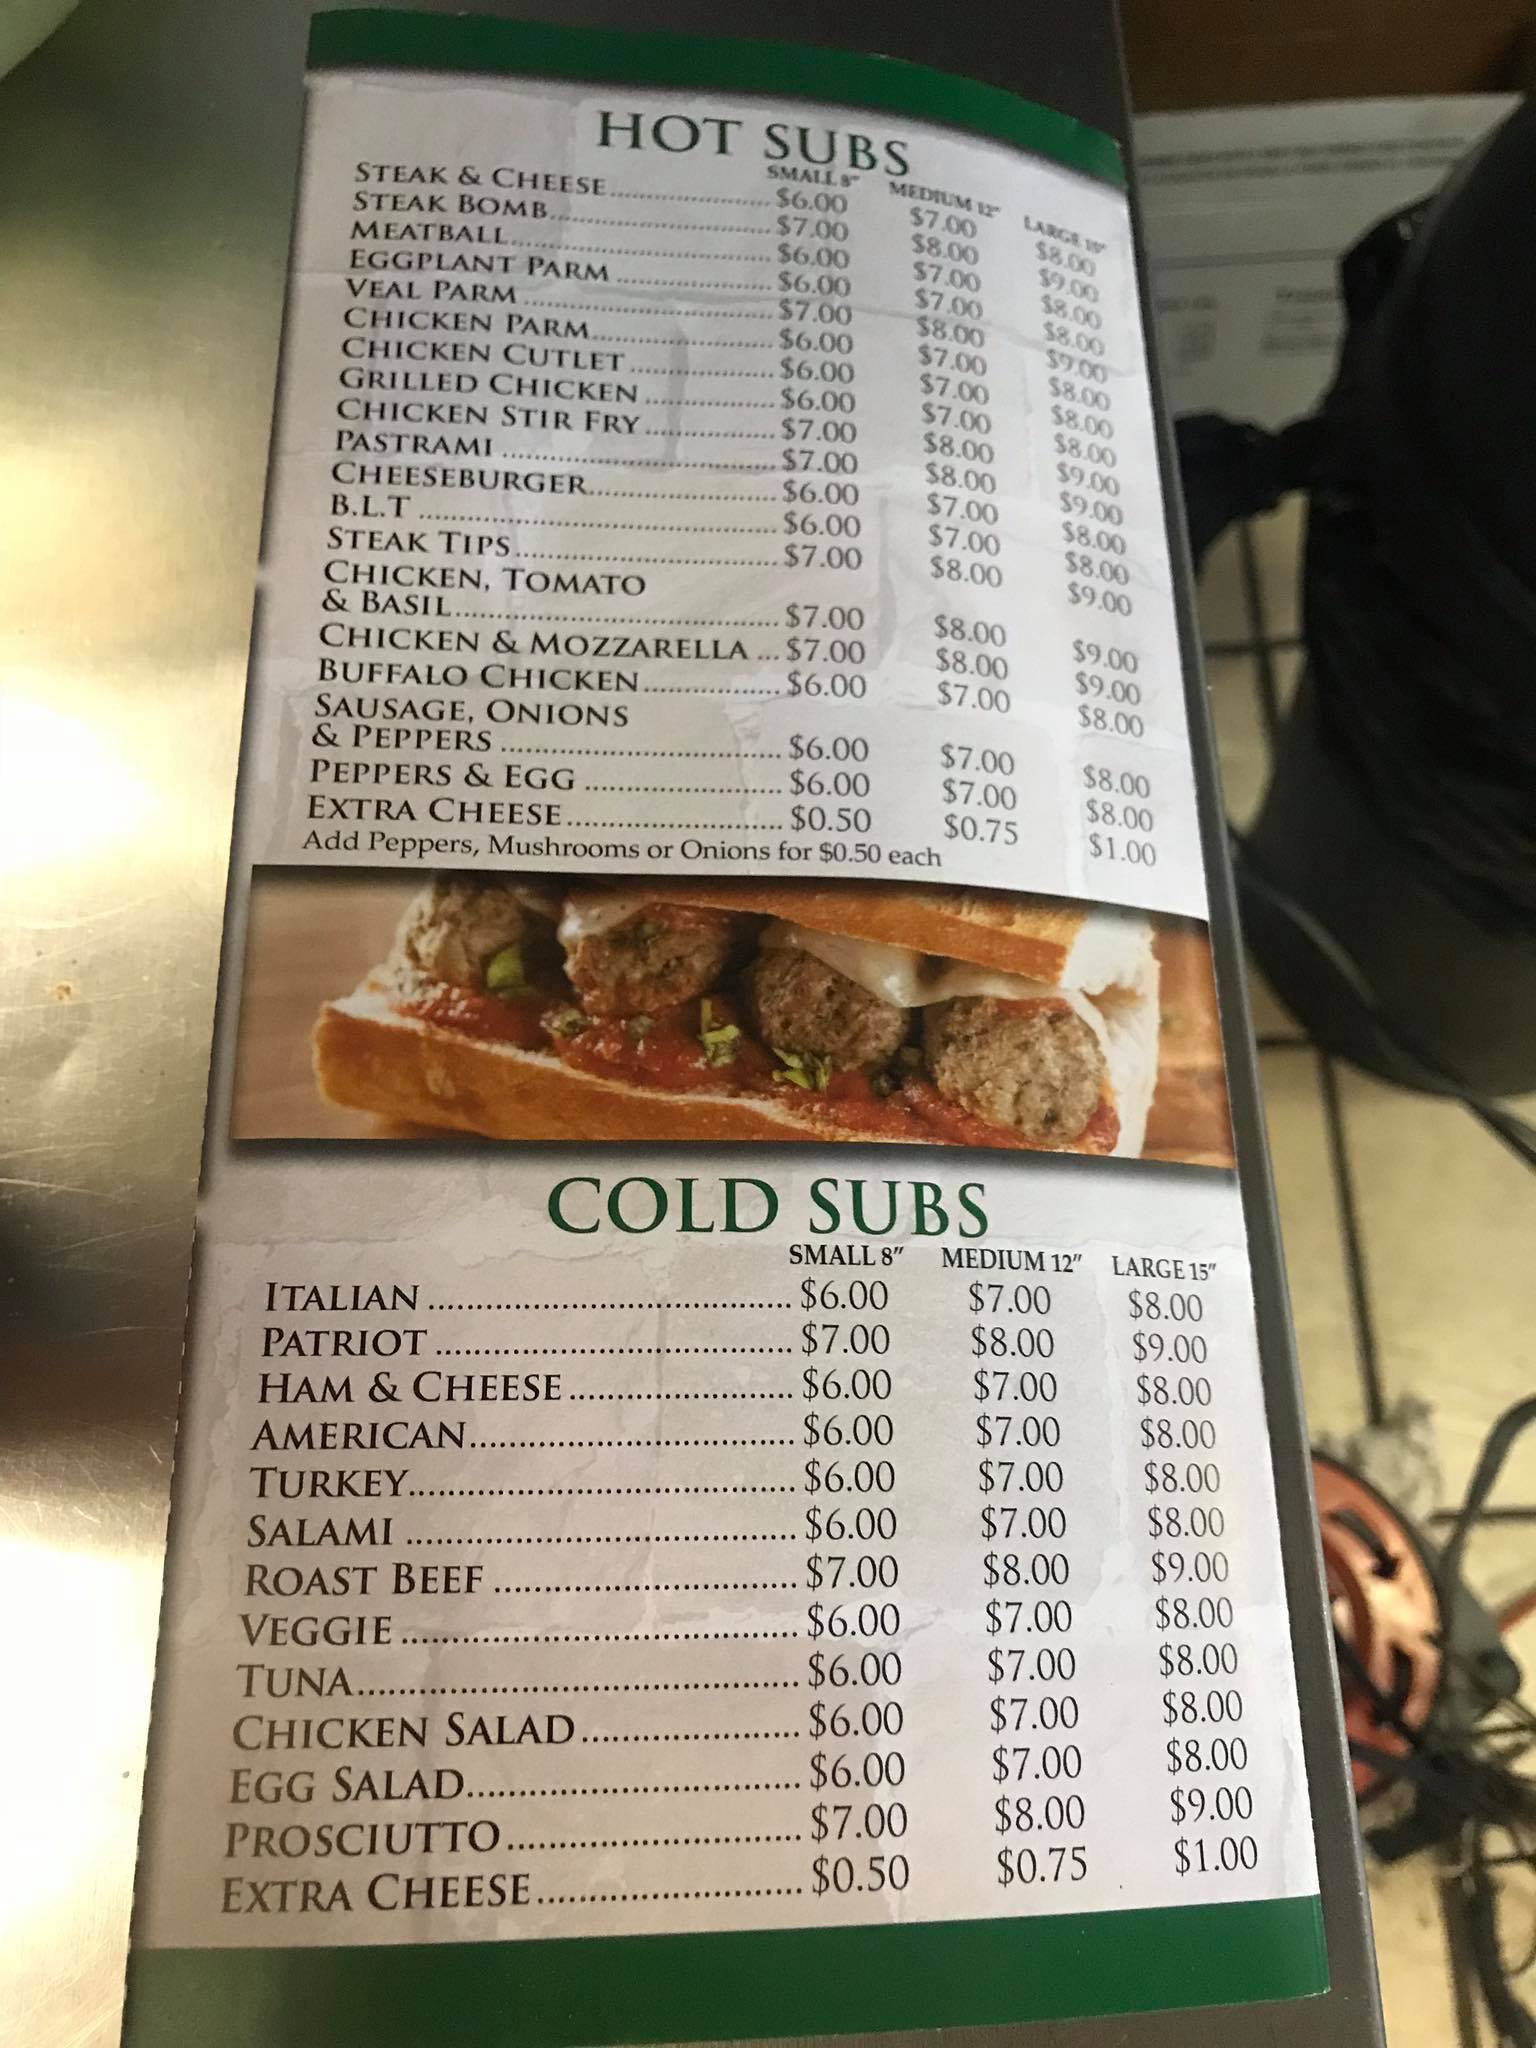 HOT SUBS
SMALL 8" MEDIUM 12" LARGE 15"
STEAK & CHEESE $6.00 $7.00 $8.00
STEAK BOMB $7.00 $8.00 $9.00
MEATBALL $6.00 $7.00 $8.00
EGGPLANT PARM $6.00 $7.00 $8.00
VEAL PARM $7.00 $8.00 $9.00
CHICKEN PARM $6.00 $7.00 $8.00
CHICKEN CUTLET $6.00 $7.00 $8.00
GRILLED CHICKEN $6.00 $7.00 $8.00
CHICKEN STIR FRY $7.00 $8.00 $9.00
PASTRAMI $7.00 $8.00 $9.00
CHEESEBURGER $6.00 $7.00 $8.00
B.L.T $6.00 $7.00 $8.00
STEAK TIPS $7.00 $8.00 $9.00
CHICKEN, TOMATO
& BASIL $7.00 $8.00 $9.00
CHICKEN & MOZZARELLA $7.00 $8.00 $9.00
BUFFALO CHICKEN $6.00 $7.00 $8.00
SAUSAGE, ONIONS
& PEPPERS $6.00 $7.00 $8.00
PEPPERS & EGG $6.00 $7.00 $8.00
EXTRA CHEESE $0.50 $0.75 $1.00
Add Peppers, Mushrooms or Onions for $0.50 each
COLD SUBS
SMALL 8" MEDIUM 12" LARGE 15"
ITALIAN $6.00 $7.00 $8.00
PATRIOT $7.00 $8.00 $9.00
HAM & CHEESE $6.00 $7.00 $8.00
AMERICAN $6.00 $7.00 $8.00
TURKEY $6.00 $7.00 $8.00
SALAMI $6.00 $7.00 $8.00
ROAST BEEF $7.00 $8.00 $9.00
VEGGIE $6.00 $7.00 $8.00
TUNA $6.00 $7.00 $8.00
CHICKEN SALAD $6.00 $7.00 $8.00
EGG SALAD $6.00 $7.00 $8.00
PROSCIUTTO $7.00 $8.00 $9.00
EXTRA CHEESE $0.50 $0.75 $1.00